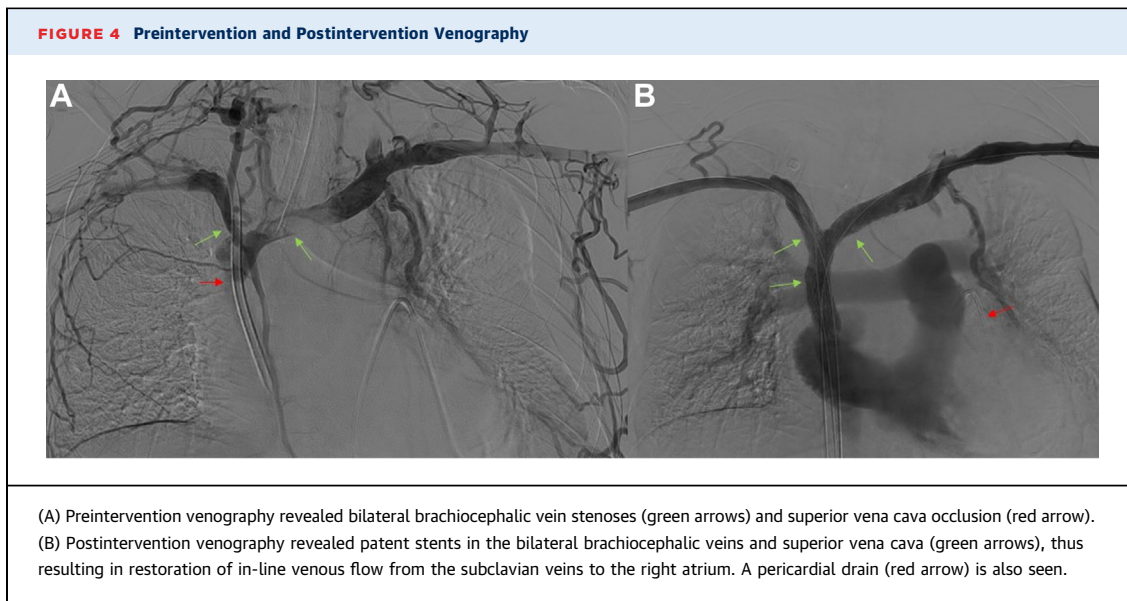 FIGURE 4 Preintervention and Postintervention Venography
A
B
(A) Preintervention venography revealed bilateral brachiocephalic vein stenoses (green arrows) and superior vena cava occlusion (red arrow).
(B) Postintervention venography revealed patent stents in the bilateral brachiocephalic veins and superior vena cava (green arrows), thus
resulting in restoration of in-line venous flow from the subclavian veins to the right atrium. A pericardial drain (red arrow) is also seen.